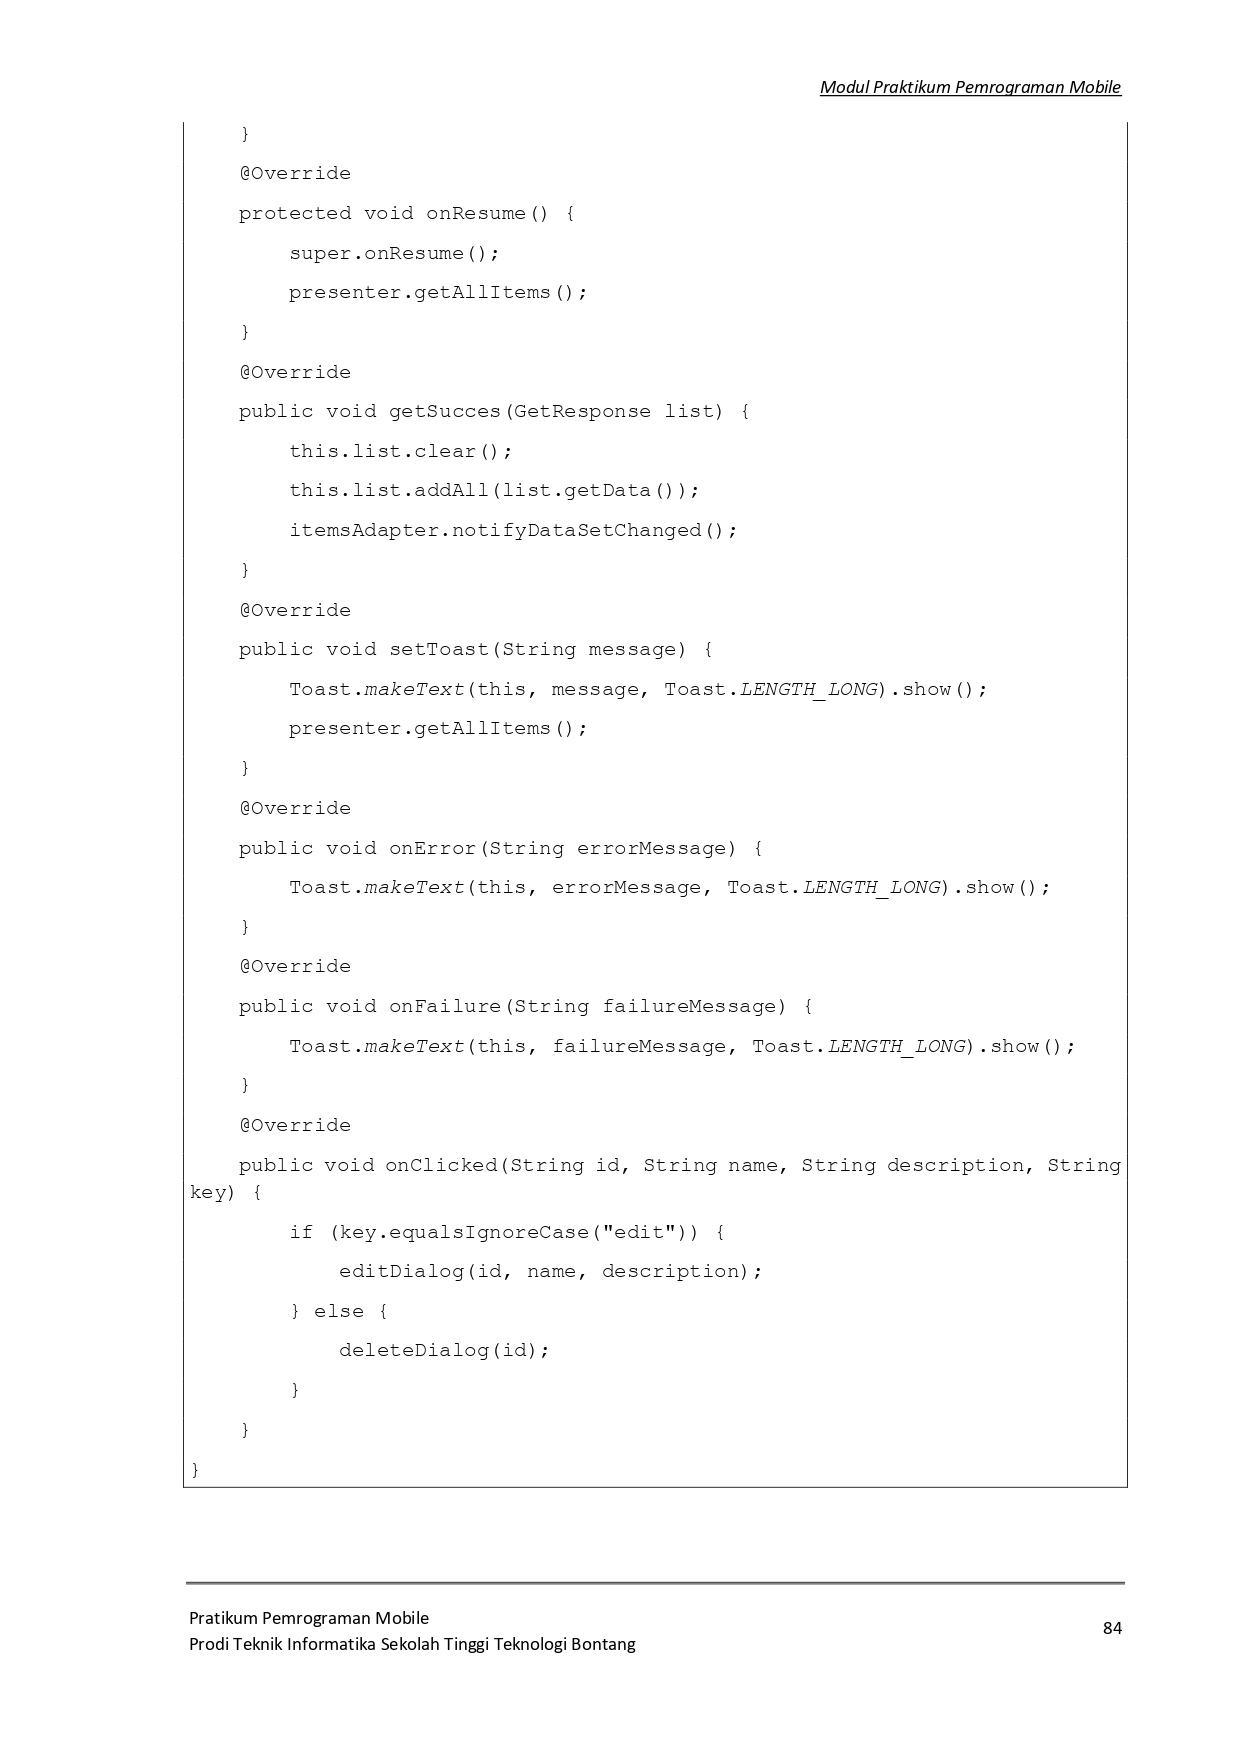 Modul Praktikum Pemrograman Mobile
    }
    @Override
    protected void onResume() {
        super.onResume();
        presenter.getAllItems();
    }
    @Override
    public void getSucces(GetResponse list) {
        this.list.clear();
        this.list.addAll(list.getData());
        itemsAdapter.notifyDataSetChanged();
    }
    @Override
    public void setToast(String message) {
        Toast.makeText(this, message, Toast.LENGTH_LONG).show();
        presenter.getAllItems();
    }
    @Override
    public void onError(String errorMessage) {
        Toast.makeText(this, errorMessage, Toast.LENGTH_LONG).show();
    }
    @Override
    public void onFailure(String failureMessage) {
        Toast.makeText(this, failureMessage, Toast.LENGTH_LONG).show();
    }
    @Override
    public void onClicked(String id, String name, String description, String
key) {
        if (key.equalsIgnoreCase("edit")) {
            editDialog(id, name, description);
        } else {
            deleteDialog(id);
        }
    }
}
Pratikum Pemrograman Mobile
Prodi Teknik Informatika Sekolah Tinggi Teknologi Bontang
84